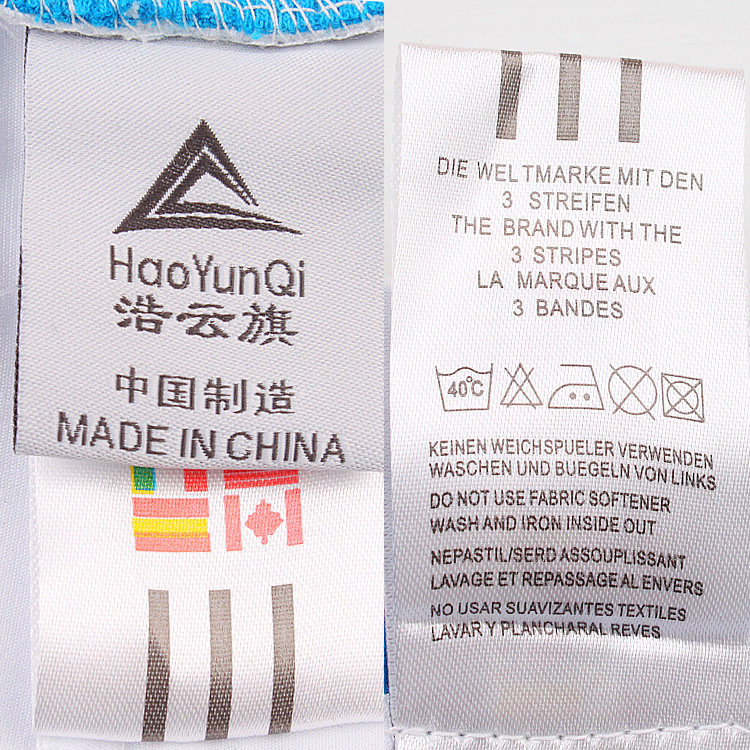 HaoYunQi
浩云旗
中国制造
MADE IN CHINA
DIE WELTMARKE MIT DEN
3 STREIFEN
THE BRAND WITH THE
3 STRIPES
LA MARQUE AUX
3 BANDES
40°C
KEINEN WEICHSPUELER VERWENDEN
WASCHEN UND BUEGELN VON LINKS
DO NOT USE FABRIC SOFTENER
WASH AND IRON INSIDE OUT
NEPASTIL/SERD ASSOUPLISSANT
LAVAGE ET REPASSAGE AL ENVERS
NO USAR SUAVIZANTES TEXTILES
LAVAR Y PLANCHARAL REVES